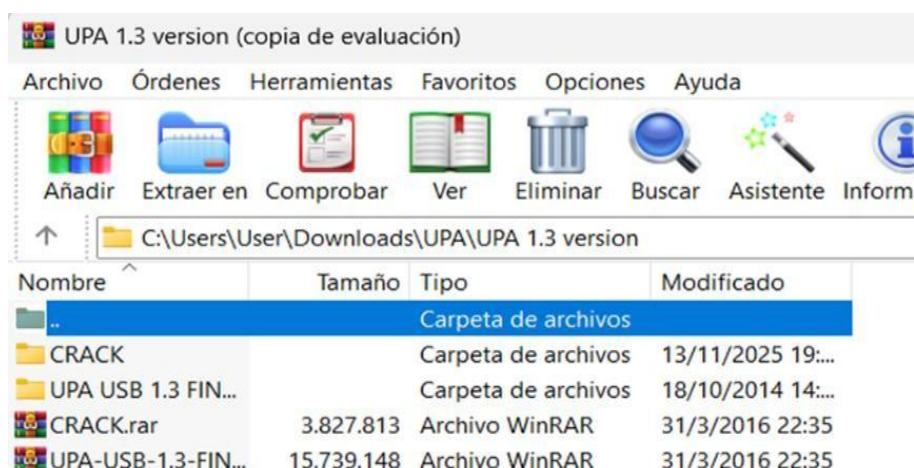 UPA 1.3 version (copia de evaluación)
Archivo Órdenes Herramientas Favoritos Opciones Ayuda
Añadir Extraer en Comprobar Ver Eliminar Buscar Asistente Inform
C:\Users\User\Downloads\UPA\UPA 1.3 version
Nombre Tamaño Tipo Modificado
.. Carpeta de archivos
CRACK Carpeta de archivos 13/11/2025 19:...
UPA USB 1.3 FIN... Carpeta de archivos 18/10/2014 14:...
CRACK.rar 3.827.813 Archivo WinRAR 31/3/2016 22:35
UPA-USB-1.3-FIN... 15.739.148 Archivo WinRAR 31/3/2016 22:35